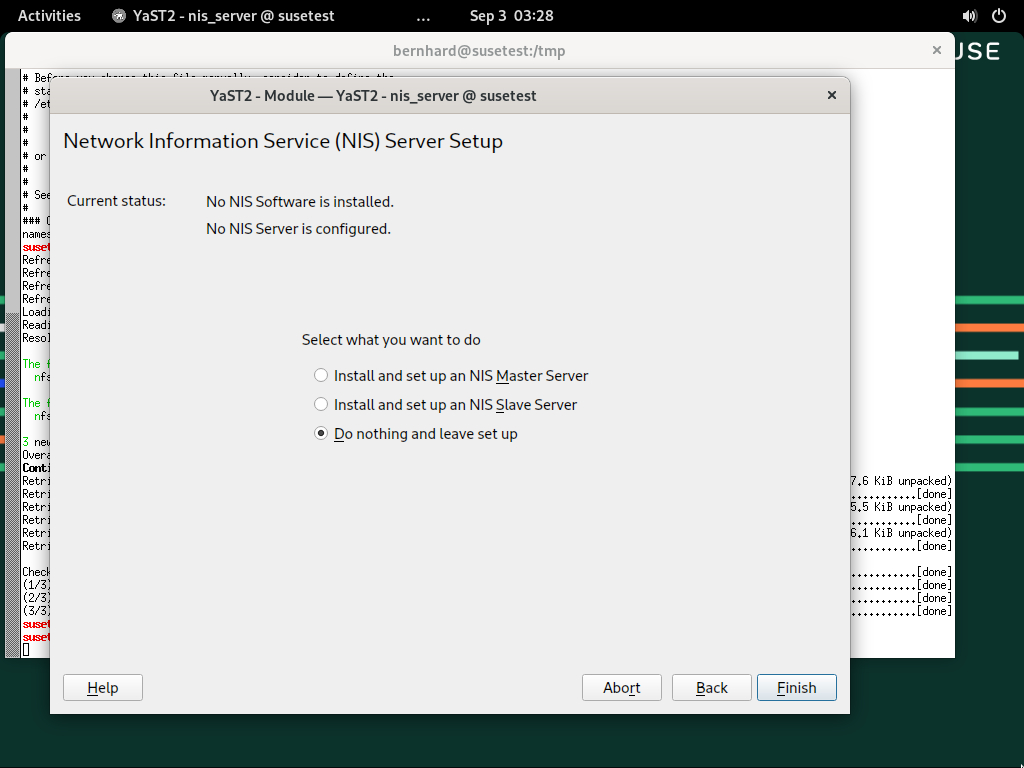 Activities YaST2 - nis_server @ susetest ... Sep 3 03:28
bernhard@susetest:/tmp
USE
# Before you change this file manually, consider to define the
YaST2 - Module — YaST2 - nis_server @ susetest
# sta
# /et
Network Information Service (NIS) Server Setup
#
#
#
# or
#
#
# See
#
### 
names
suset
Current status: No NIS Software is installed.
No NIS Server is configured.
Refre
Refre
Refre
Refre
Loadi
Readi
Resol
Select what you want to do
The f
nfs
Install and set up an NIS Master Server
The f
nfs
Install and set up an NIS Slave Server
Do nothing and leave set up
3 new
Overa
Conti
Retri 7.6 KiB unpacked)
Retri ...........[done]
Retri 5.5 KiB unpacked)
Retri ...........[done]
Retri 6.1 KiB unpacked)
Retri ...........[done]
Check ...........[done]
(1/3) ...........[done]
(2/3) ...........[done]
(3/3) ...........[done]
suset
suset
Help Abort Back Finish